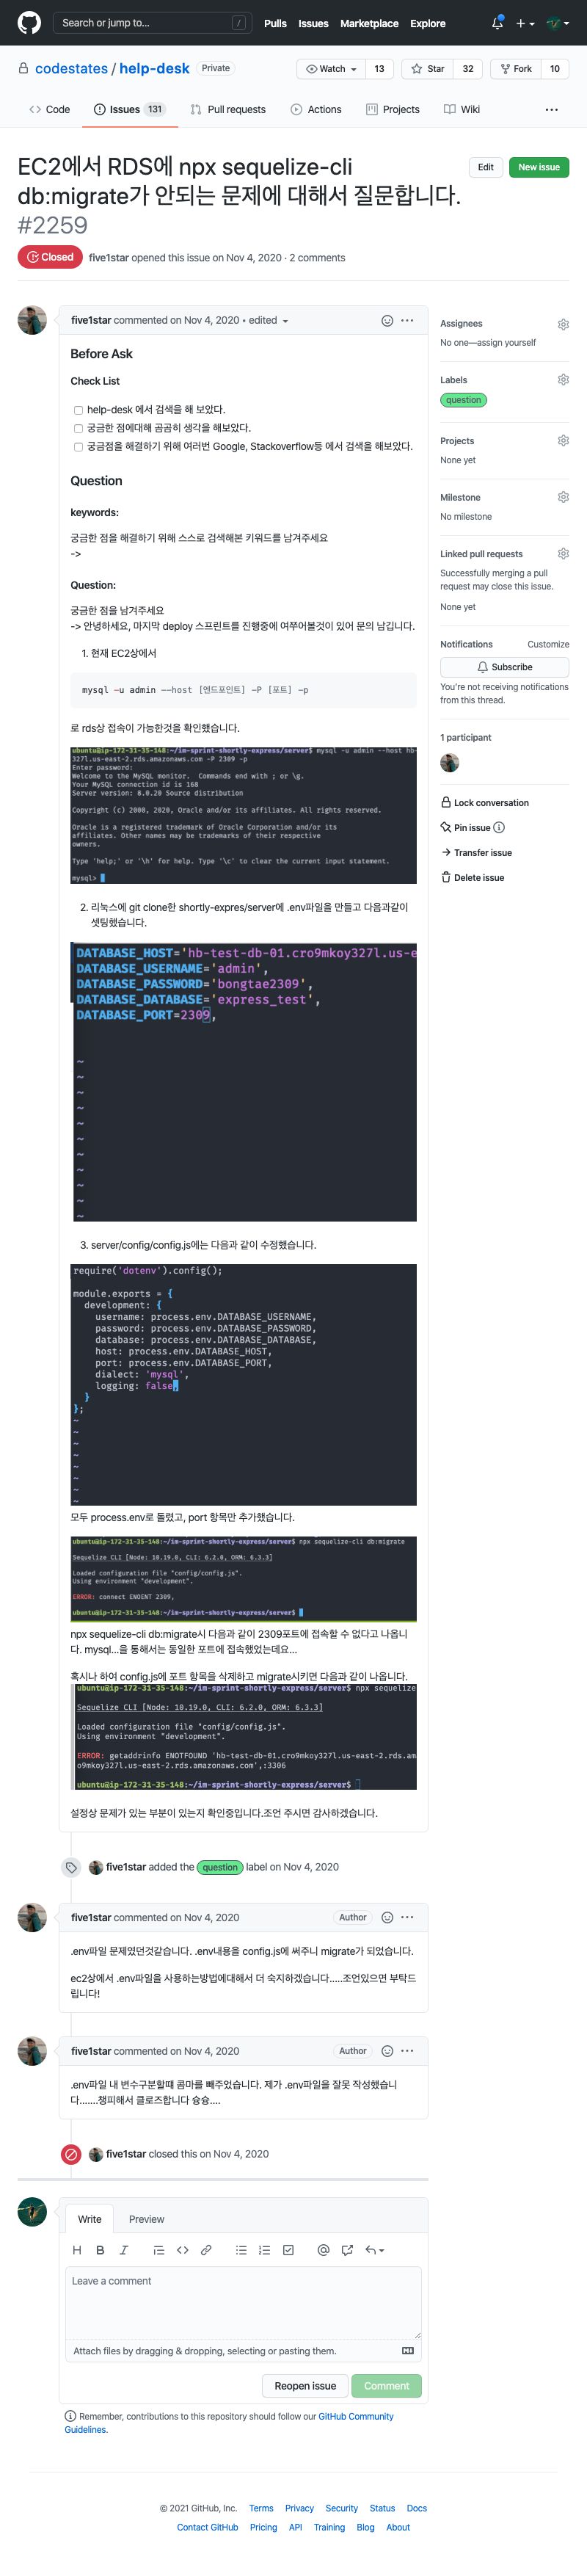 Search or jump to...
/
Pulls
Issues
Marketplace
Explore
codestates / help-desk
Private
Watch
13
Star
32
Fork
10
Code
Issues 131
Pull requests
Actions
Projects
Wiki
EC2에서 RDS에 npx sequelize-cli
db:migrate가 안되는 문제에 대해서 질문합니다.
#2259
Edit
New issue
Closed
five1star opened this issue on Nov 4, 2020 · 2 comments
five1star commented on Nov 4, 2020 • edited
Before Ask
Check List
help-desk 에서 검색을 해 보았다.
궁금한 점에대해 곰곰히 생각을 해보았다.
궁금점을 해결하기 위해 여러번 Google, Stackoverflow등 에서 검색을 해보았다.
Question
keywords:
궁금한 점을 해결하기 위해 스스로 검색해본 키워드를 남겨주세요
->
Question:
궁금한 점을 남겨주세요
-> 안녕하세요, 마지막 deploy 스프린트를 진행중에 여쭈어볼것이 있어 문의 남깁니다.
1. 현재 EC2상에서
mysql -u admin --host [엔드포인트] -P [포트] -p
로 rds상 접속이 가능한것을 확인했습니다.
ubuntu@ip-172-31-35-148:~/im-sprint-shortly-express/server$ mysql -u admin --host hb-
327l.us-east-2.rds.amazonaws.com -P 2309 -p
Enter password:
Welcome to the MySQL monitor.  Commands end with ; or \g.
Your MySQL connection id is 168
Server version: 8.0.20 Source distribution
Copyright (c) 2000, 2020, Oracle and/or its affiliates. All rights reserved.
Oracle is a registered trademark of Oracle Corporation and/or its
affiliates. Other names may be trademarks of their respective
owners.
Type 'help;' or '\h' for help. Type '\c' to clear the current input statement.
mysql>
2. 리눅스에 git clone한 shortly-expres/server에 .env파일을 만들고 다음과같이
셋팅했습니다.
DATABASE_HOST='hb-test-db-01.cro9mkoy327l.us-e
DATABASE_USERNAME='admin',
DATABASE_PASSWORD='bongtae2309',
DATABASE_DATABASE='express_test',
DATABASE_PORT=2309,
~
~
~
~
~
~
~
~
~
~
~
3. server/config/config.js에는 다음과 같이 수정했습니다.
require('dotenv').config();
module.exports = {
development: {
username: process.env.DATABASE_USERNAME,
password: process.env.DATABASE_PASSWORD,
database: process.env.DATABASE_DATABASE,
host: process.env.DATABASE_HOST,
port: process.env.DATABASE_PORT,
dialect: 'mysql',
logging: false,
}
};
~
~
~
~
~
~
~
~
모두 process.env로 돌렸고, port 항목만 추가했습니다.
ubuntu@ip-172-31-35-148:~/im-sprint-shortly-express/server$ npx sequelize-cli db:migrate
Sequelize CLI [Node: 10.19.0, CLI: 6.2.0, ORM: 6.3.3]
Loaded configuration file "config/config.js".
Using environment "development".
ERROR: connect ENOENT 2309,
ubuntu@ip-172-31-35-148:~/im-sprint-shortly-express/server$
npx sequelize-cli db:migrate시 다음과 같이 2309포트에 접속할 수 없다고 나옵니
다. mysql...을 통해서는 동일한 포트에 접속했었는데요...
혹시나 하여 config.js에 포트 항목을 삭제하고 migrate시키면 다음과 같이 나옵니다.
ubuntu@ip-172-31-35-148:~/im-sprint-shortly-express/server$ npx sequelize
Sequelize CLI [Node: 10.19.0, CLI: 6.2.0, ORM: 6.3.3]
Loaded configuration file "config/config.js".
Using environment "development".
ERROR: getaddrinfo ENOTFOUND 'hb-test-db-01.cro9mkoy327l.us-east-2.rds.am
o9mkoy327l.us-east-2.rds.amazonaws.com',:3306
ubuntu@ip-172-31-35-148:~/im-sprint-shortly-express/server$
설정상 문제가 있는 부분이 있는지 확인중입니다.조언 주시면 감사하겠습니다.
five1star added the question label on Nov 4, 2020
five1star commented on Nov 4, 2020
Author
.env파일 문제였던것같습니다. .env내용을 config.js에 써주니 migrate가 되었습니다.
ec2상에서 .env파일을 사용하는방법에대해서 더 숙지하겠습니다.....조언있으면 부탁드
립니다!
five1star commented on Nov 4, 2020
Author
.env파일 내 변수구분할떄 콤마를 빼주었습니다. 제가 .env파일을 잘못 작성했습니
다.......챙피해서 클로즈합니다 슝슝....
five1star closed this on Nov 4, 2020
Write
Preview
Leave a comment
Attach files by dragging & dropping, selecting or pasting them.
Reopen issue
Comment
Remember, contributions to this repository should follow our GitHub Community
Guidelines.
Assignees
No one—assign yourself
Labels
question
Projects
None yet
Milestone
No milestone
Linked pull requests
Successfully merging a pull
request may close this issue.
None yet
Notifications
Customize
Subscribe
You're not receiving notifications
from this thread.
1 participant
Lock conversation
Pin issue
Transfer issue
Delete issue
© 2021 GitHub, Inc.
Terms
Privacy
Security
Status
Docs
Contact GitHub
Pricing
API
Training
Blog
About